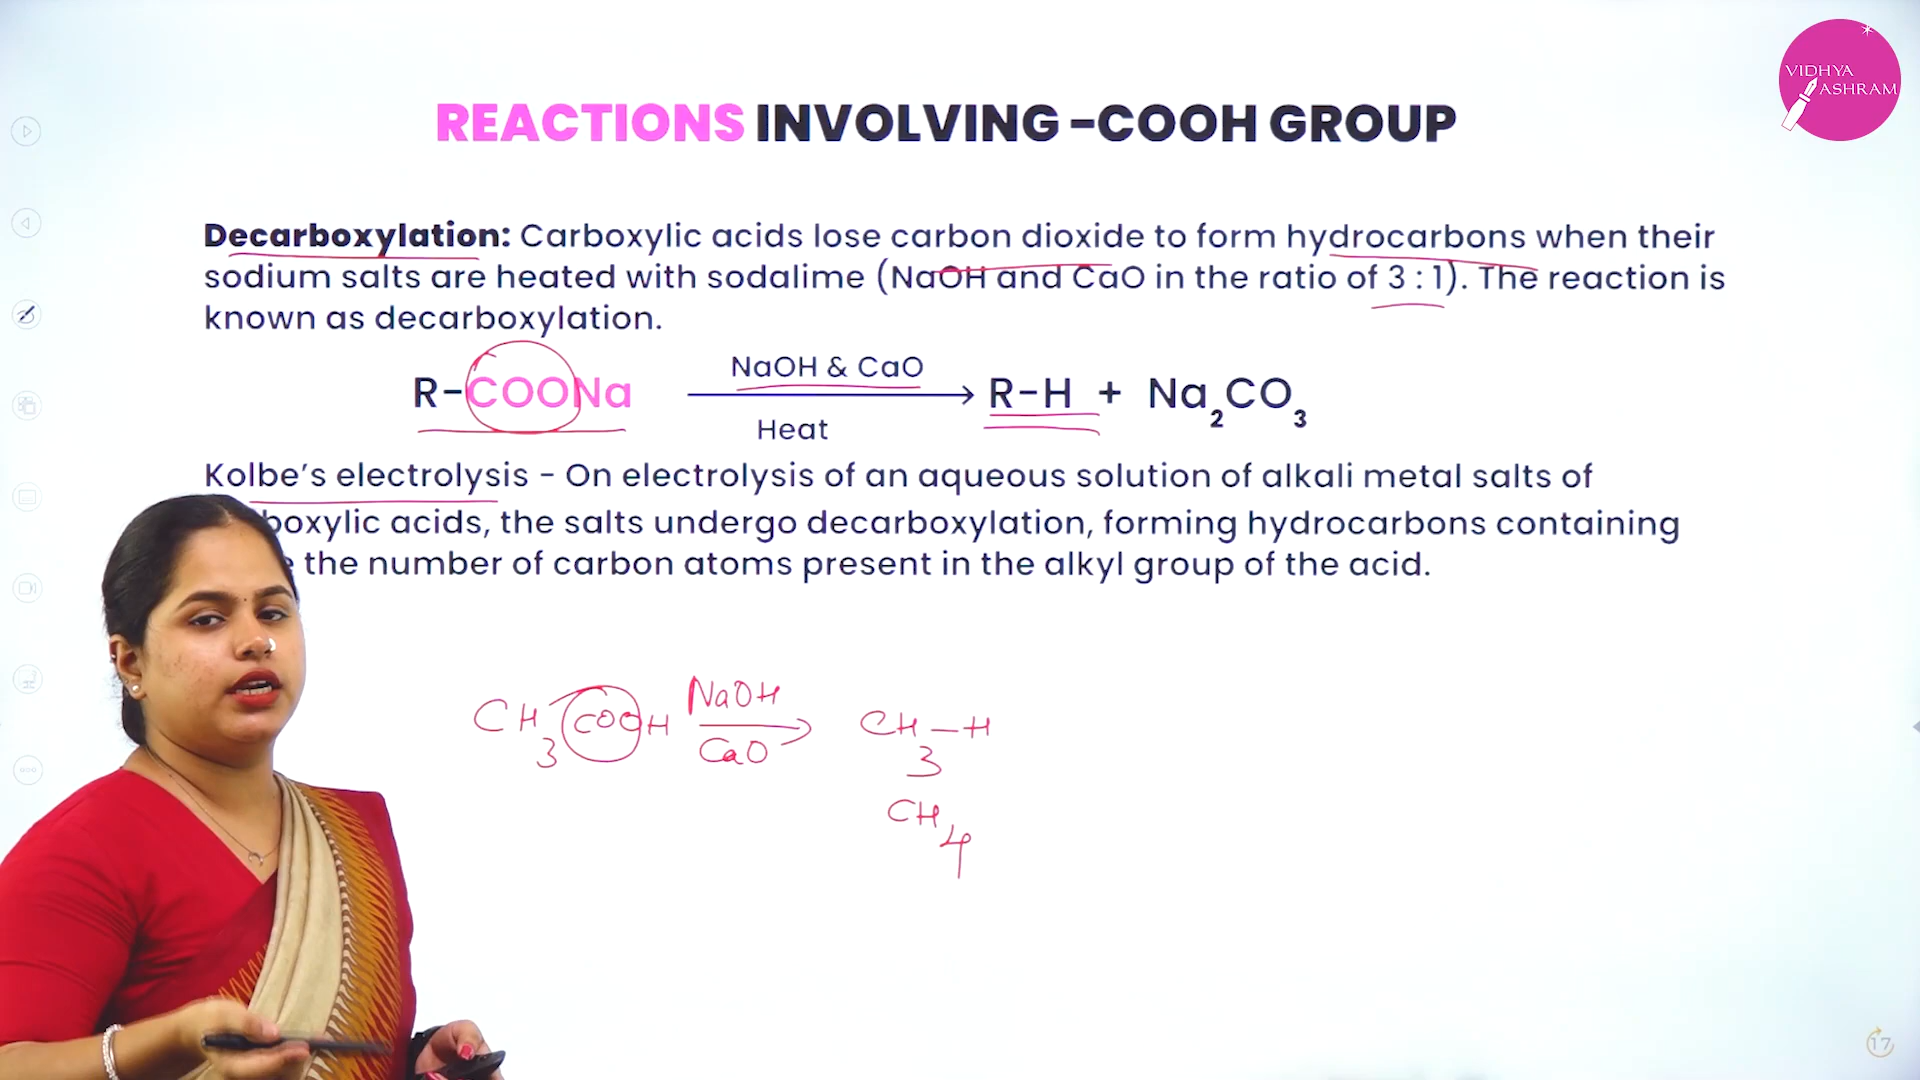 VIDHYA
ASHRAM
REACTIONS INVOLVING -COOH GROUP
Decarboxylation: Carboxylic acids lose carbon dioxide to form hydrocarbons when their
sodium salts are heated with sodalime (NaOH and CaO in the ratio of 3 : 1). The reaction is
known as decarboxylation.
NaOH & CaO
R-COONa R-H + Na2CO3
Heat
Kolbe's electrolysis - On electrolysis of an aqueous solution of alkali metal salts of
boxylic acids, the salts undergo decarboxylation, forming hydrocarbons containing
the number of carbon atoms present in the alkyl group of the acid.
NaOH
CH3COOH CH3-H
CaO
CH4
17